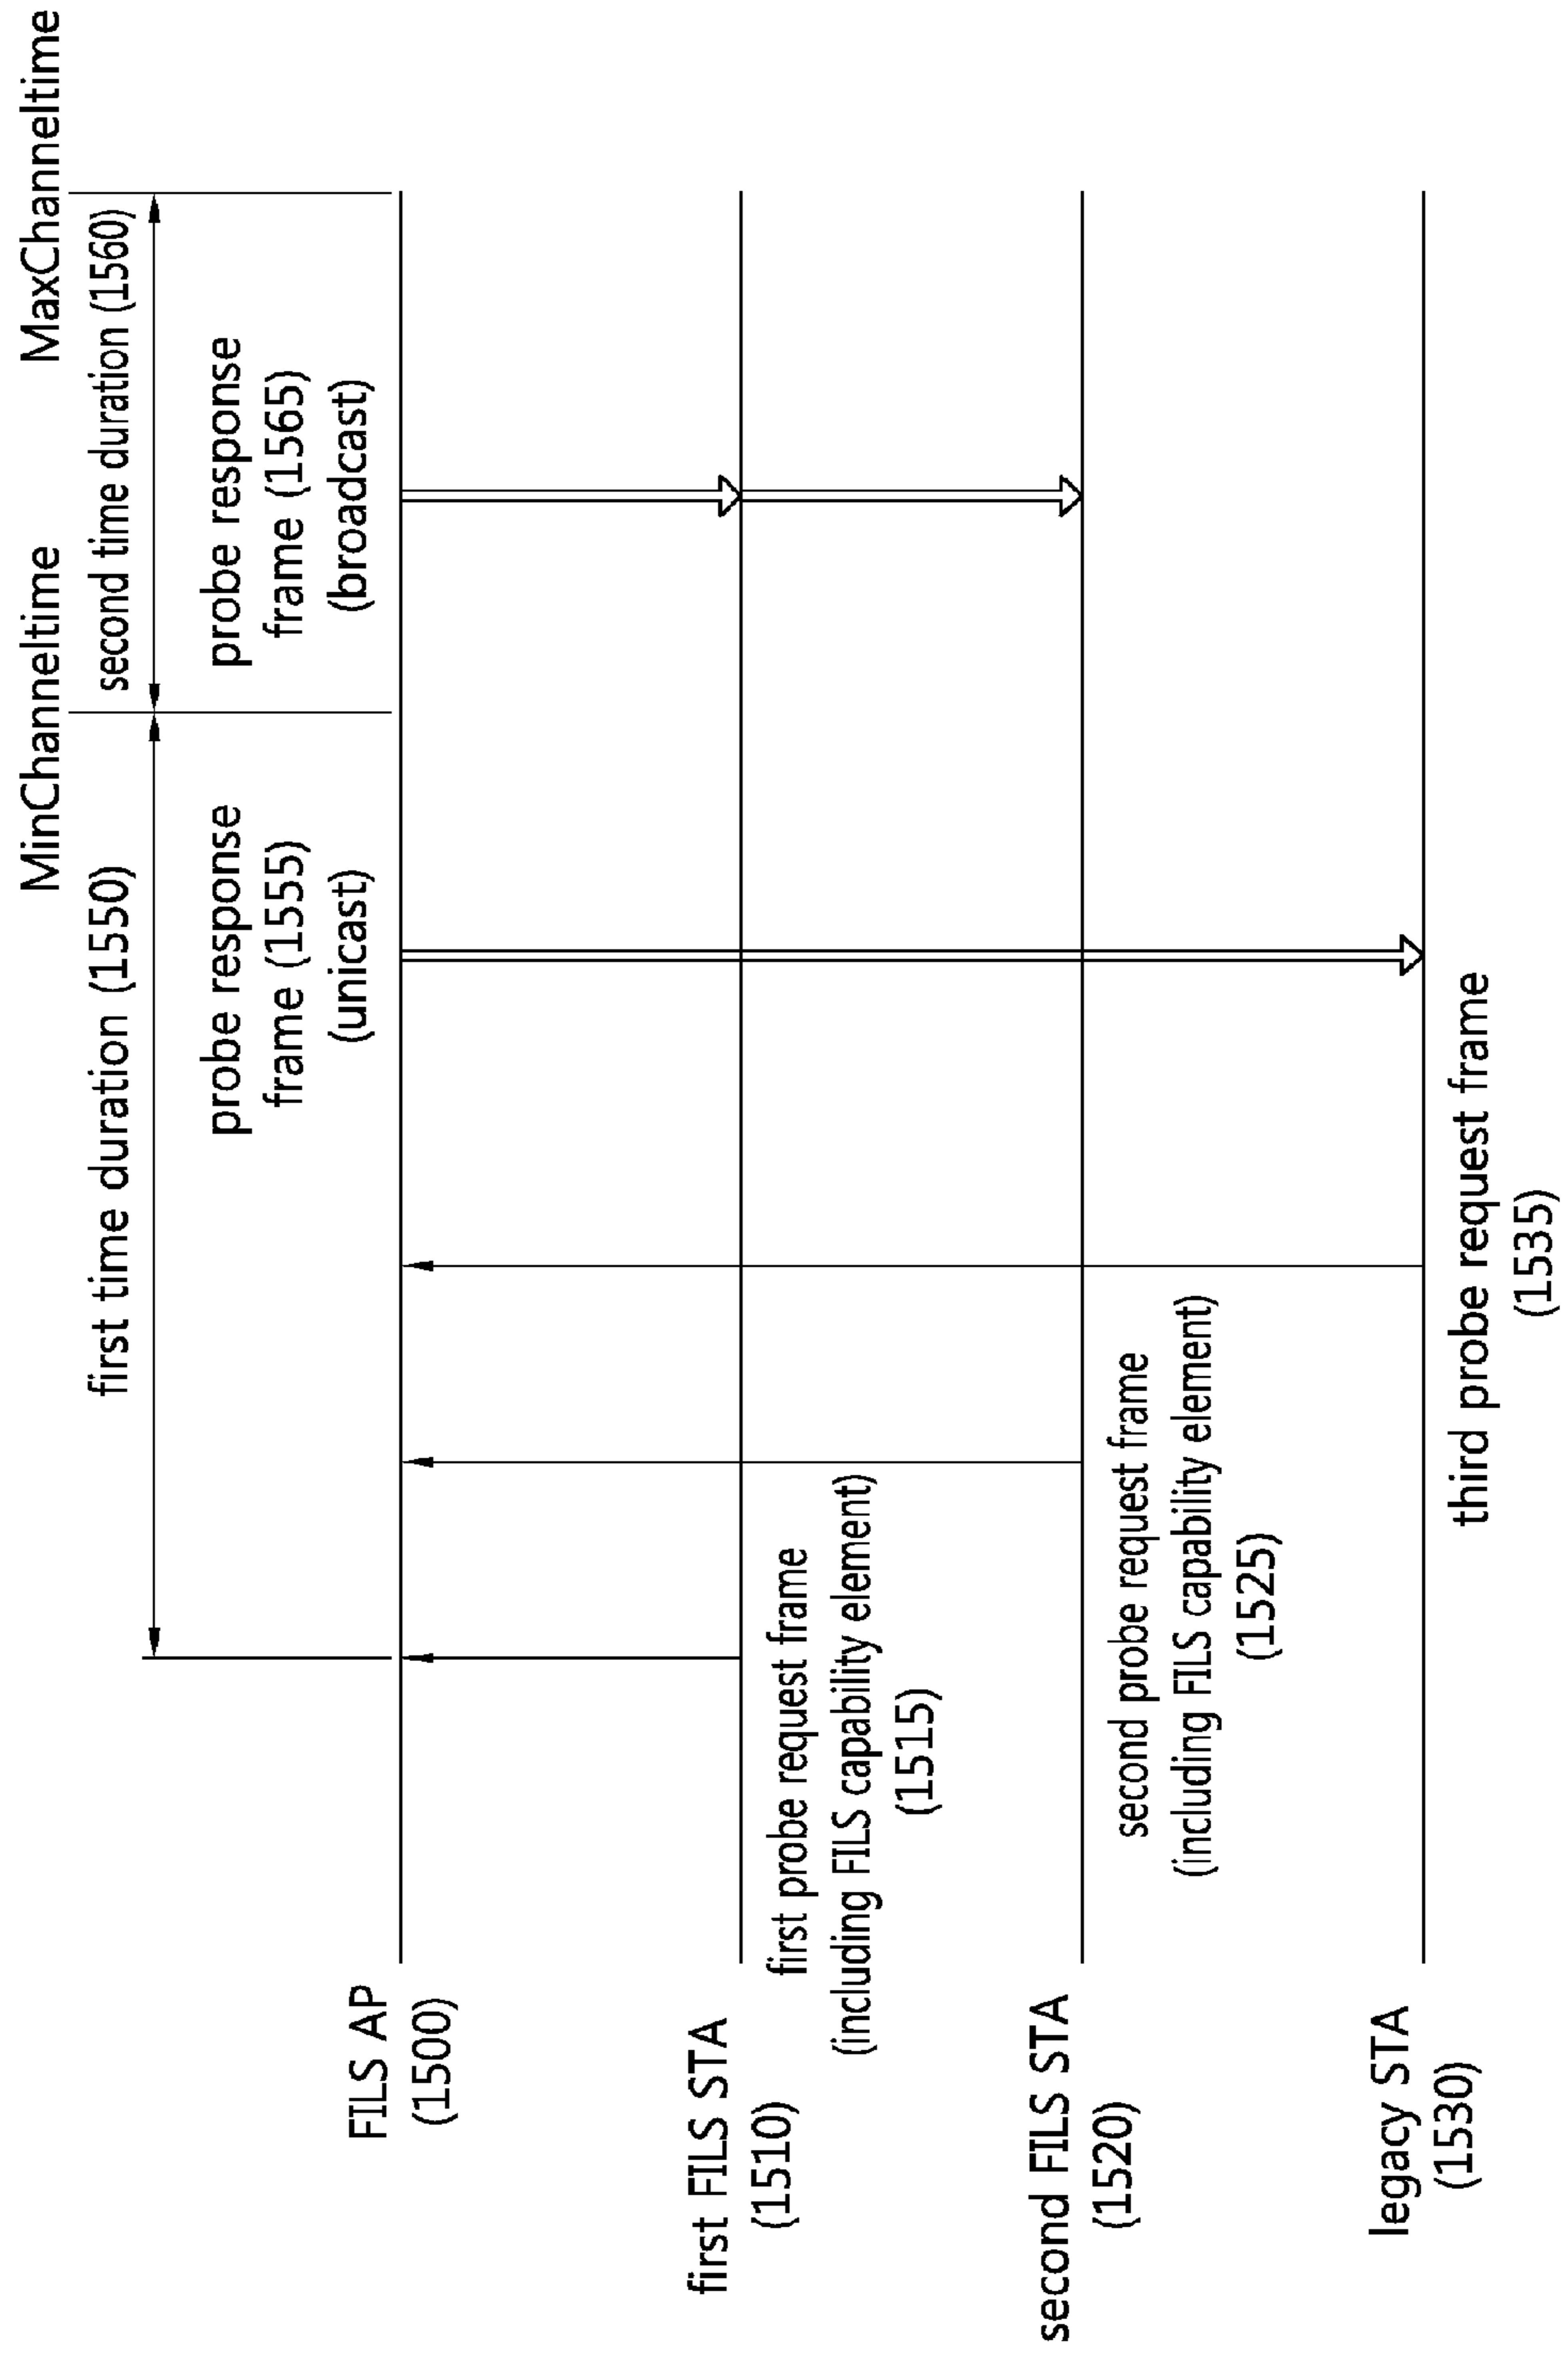 MinChanneltime
MaxChanneltime
first time duration (1550)
second time duration (1560)
probe response
frame (1555)
(unicast)
probe response
frame (1565)
(broadcast)
FILS AP
(1500)
first FILS STA
(1510)
first probe request frame
(including FILS capability element)
(1515)
second FILS STA
(1520)
second probe request frame
(including FILS capability element)
(1525)
legacy STA
(1530)
third probe request frame
(1535)